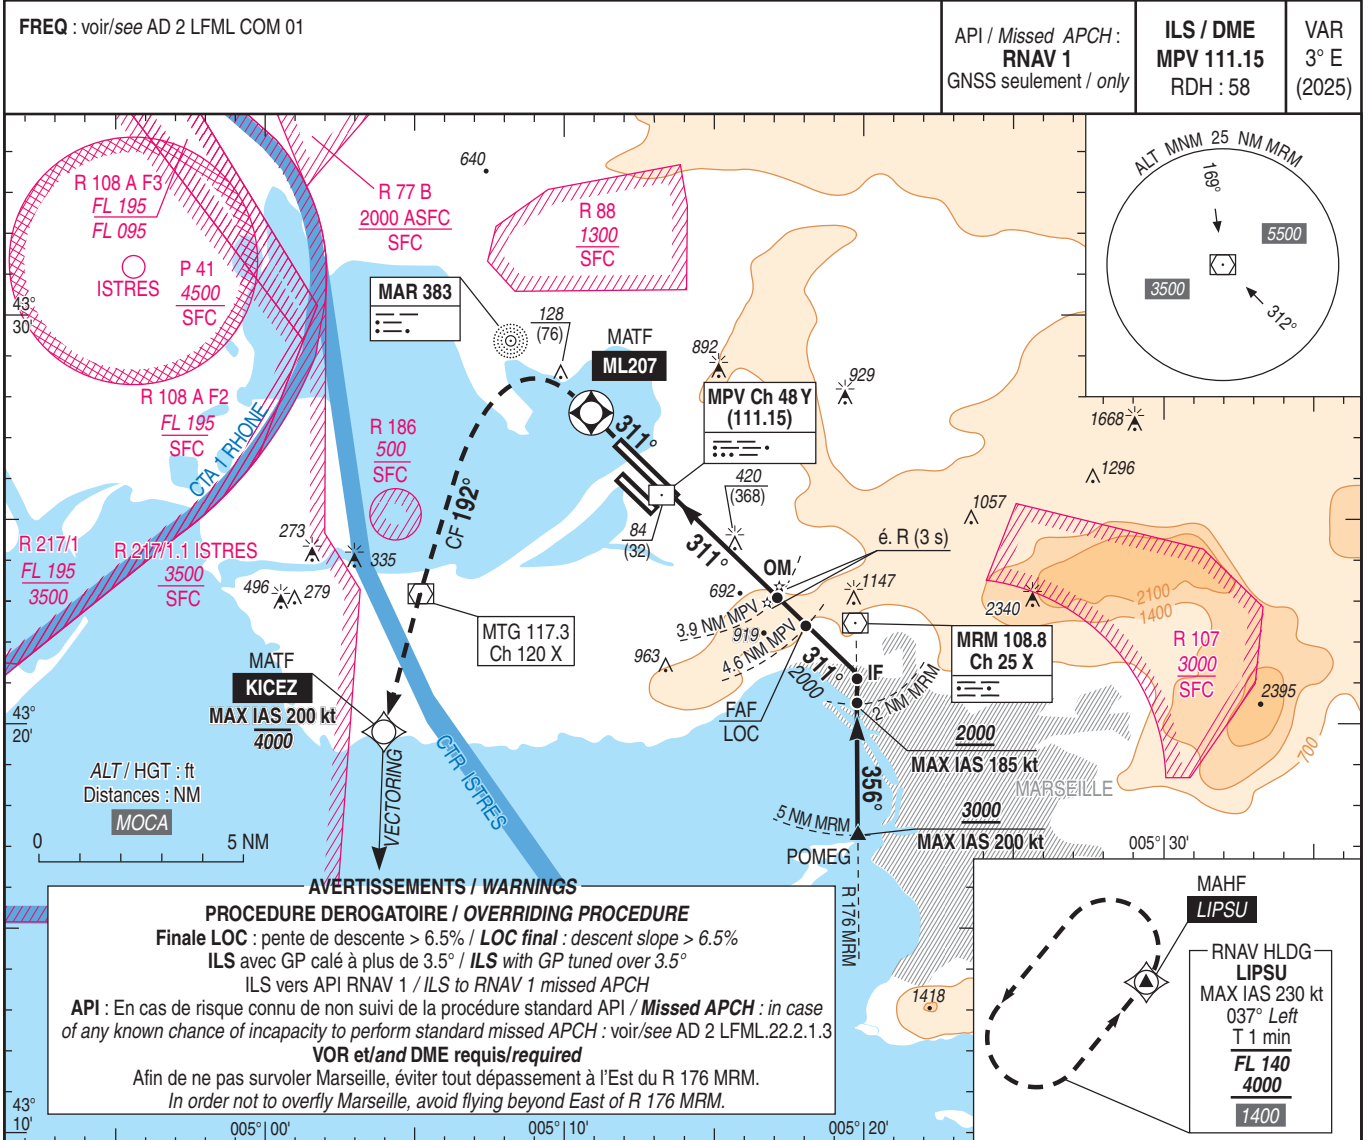 FREQ : voir/see AD 2 LFML COM 01
API / Missed APCH :
RNAV 1
GNSS seulement / only
ILS / DME
MPV 111.15
RDH : 58
VAR
3° E
(2025)
640
R 108 A F3
FL 195
FL 095
R 77 B
2000 ASFC
SFC
R 88
1300
SFC
ALT MNM 25 NM MRM
169°
5500
3500
312°
P 41
4500
SFC
ISTRES
43°
30'
MAR 383
128
(76)
MATF
ML207
892
929
MPV Ch 48 Y
(111.15)
1668
R 108 A F2
FL 195
SFC
CTA 1 RHONE
R 186
500
SFC
311°
CF 192°
420
(368)
1296
1057
84
(32)
311°
é. R (3 s)
273
335
R 217/1
FL 195
3500
R 217/1.1 ISTRES
3500
SFC
496
279
OM
692
1147
2340
2100
1400
3.9 NM MPV
919
4.6 NM MPV
MTG 117.3
Ch 120 X
963
MRM 108.8
Ch 25 X
R 107
3000
SFC
2395
MATF
KICEZ
MAX IAS 200 kt
4000
311°
2000
IF
2 NM MRM
FAF
LOC
43°
20'
2000
MAX IAS 185 kt
700
CTR ISTRES
VECTORING
ALT / HGT : ft
Distances : NM
MOCA
0
5 NM
356°
MARSEILLE
5 NM MRM
3000
MAX IAS 200 kt
POMEG
005° 30'
R 176 MRM
AVERTISSEMENTS / WARNINGS
PROCEDURE DEROGATOIRE / OVERRIDING PROCEDURE
Finale LOC : pente de descente > 6.5% / LOC final : descent slope > 6.5%
ILS avec GP calé à plus de 3.5° / ILS with GP tuned over 3.5°
ILS vers API RNAV 1 / ILS to RNAV 1 missed APCH
API : En cas de risque connu de non suivi de la procédure standard API / Missed APCH : in case
of any known chance of incapacity to perform standard missed APCH : voir/see AD 2 LFML.22.2.1.3
VOR et/and DME requis/required
Afin de ne pas survoler Marseille, éviter tout dépassement à l'Est du R 176 MRM.
In order not to overfly Marseille, avoid flying beyond East of R 176 MRM.
1418
MAHF
LIPSU
RNAV HLDG
LIPSU
MAX IAS 230 kt
037° Left
T 1 min
FL 140
4000
1400
43°
10'
005° 00'
005° 10'
005° 20'